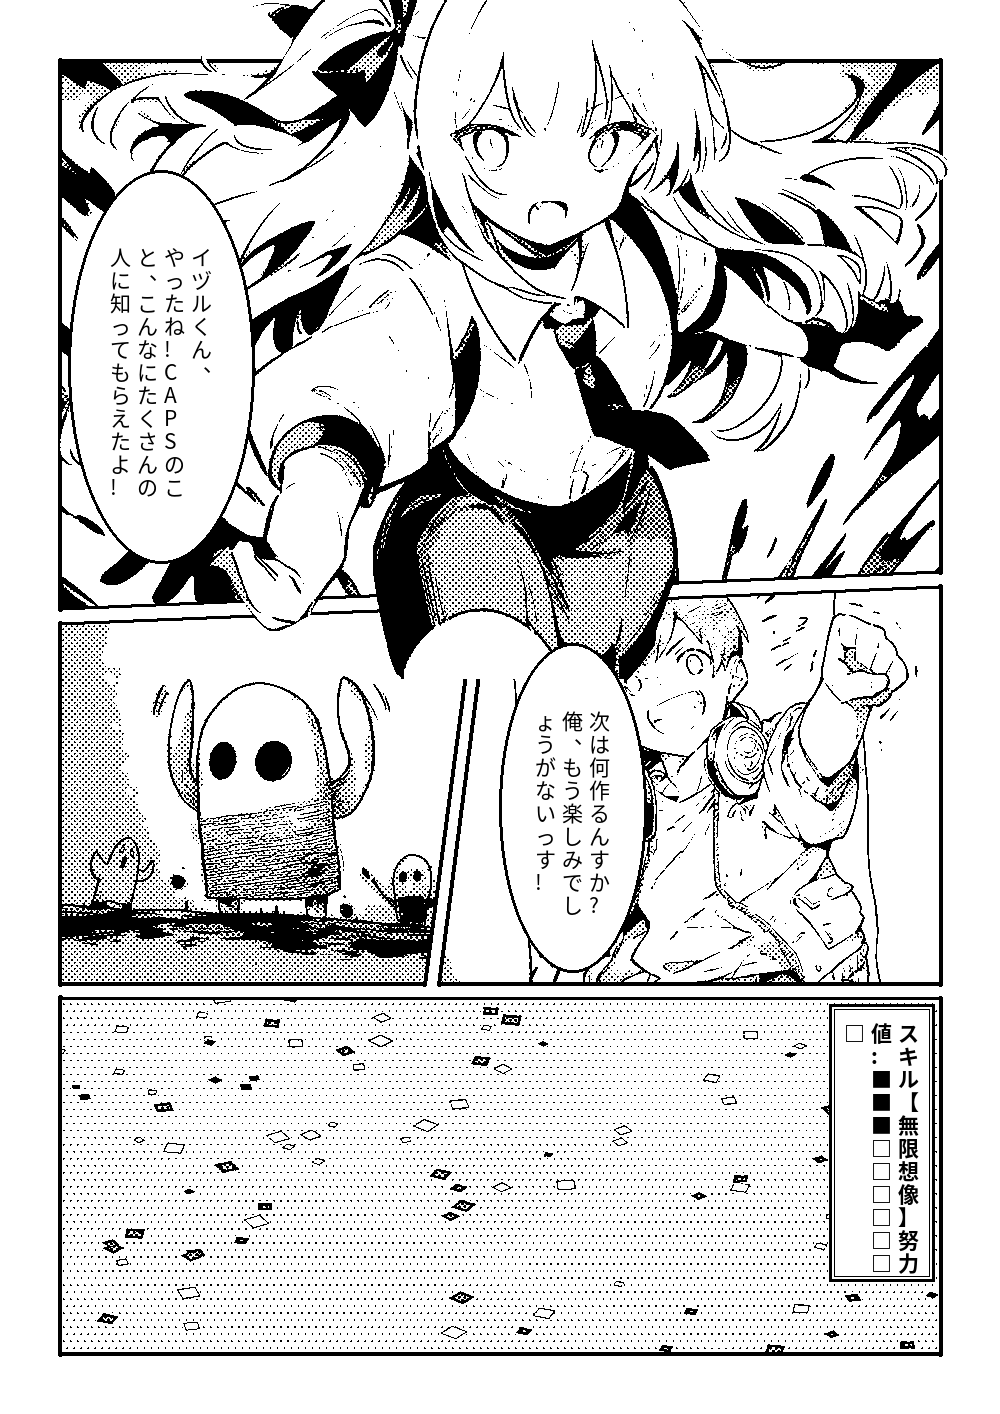 イヅルくん、
やったね!CAPSのこ
と、こんなにたくさんの
人に知ってもらえたよ!
次は何作るんすか?
俺、もう楽しみでし
ょうがないっす!
スキル【無限想像】努力
値:■■■□□□□□□
□